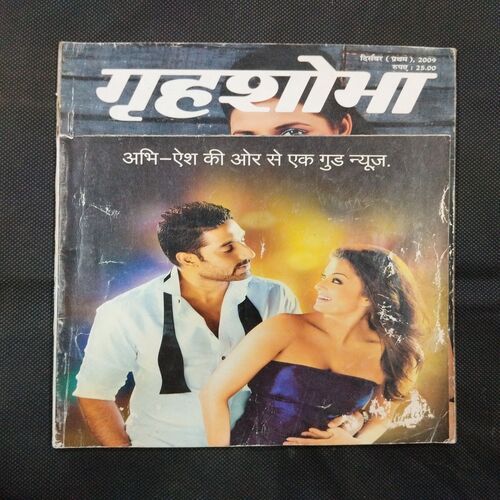 दिसंबर ( प्रथम ), 2009
रुपए : 25.00
गृहशोभा
अभि-ऐश की ओर से एक गुड न्यूज़.